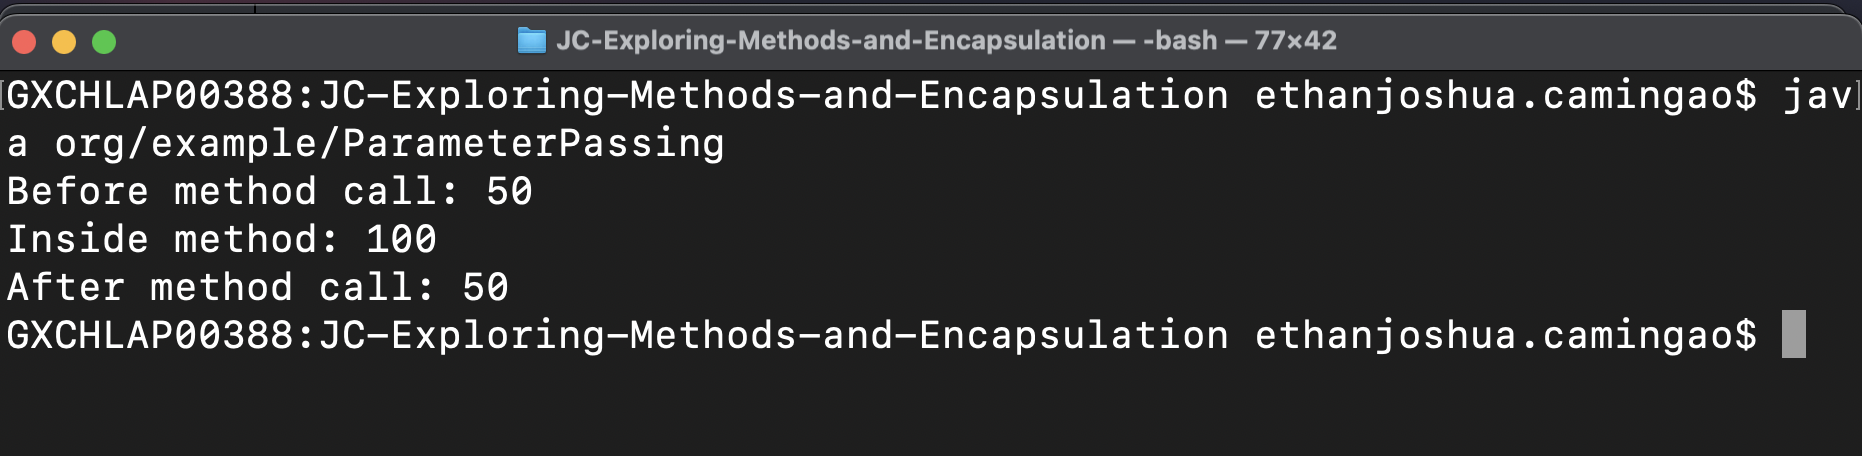 JC-Exploring-Methods-and-Encapsulation — -bash — 77×42
[GXCHLAP00388:JC-Exploring-Methods-and-Encapsulation ethanjoshua.camingao$ jav]
a org/example/ParameterPassing
Before method call: 50
Inside method: 100
After method call: 50
GXCHLAP00388:JC-Exploring-Methods-and-Encapsulation ethanjoshua.camingao$